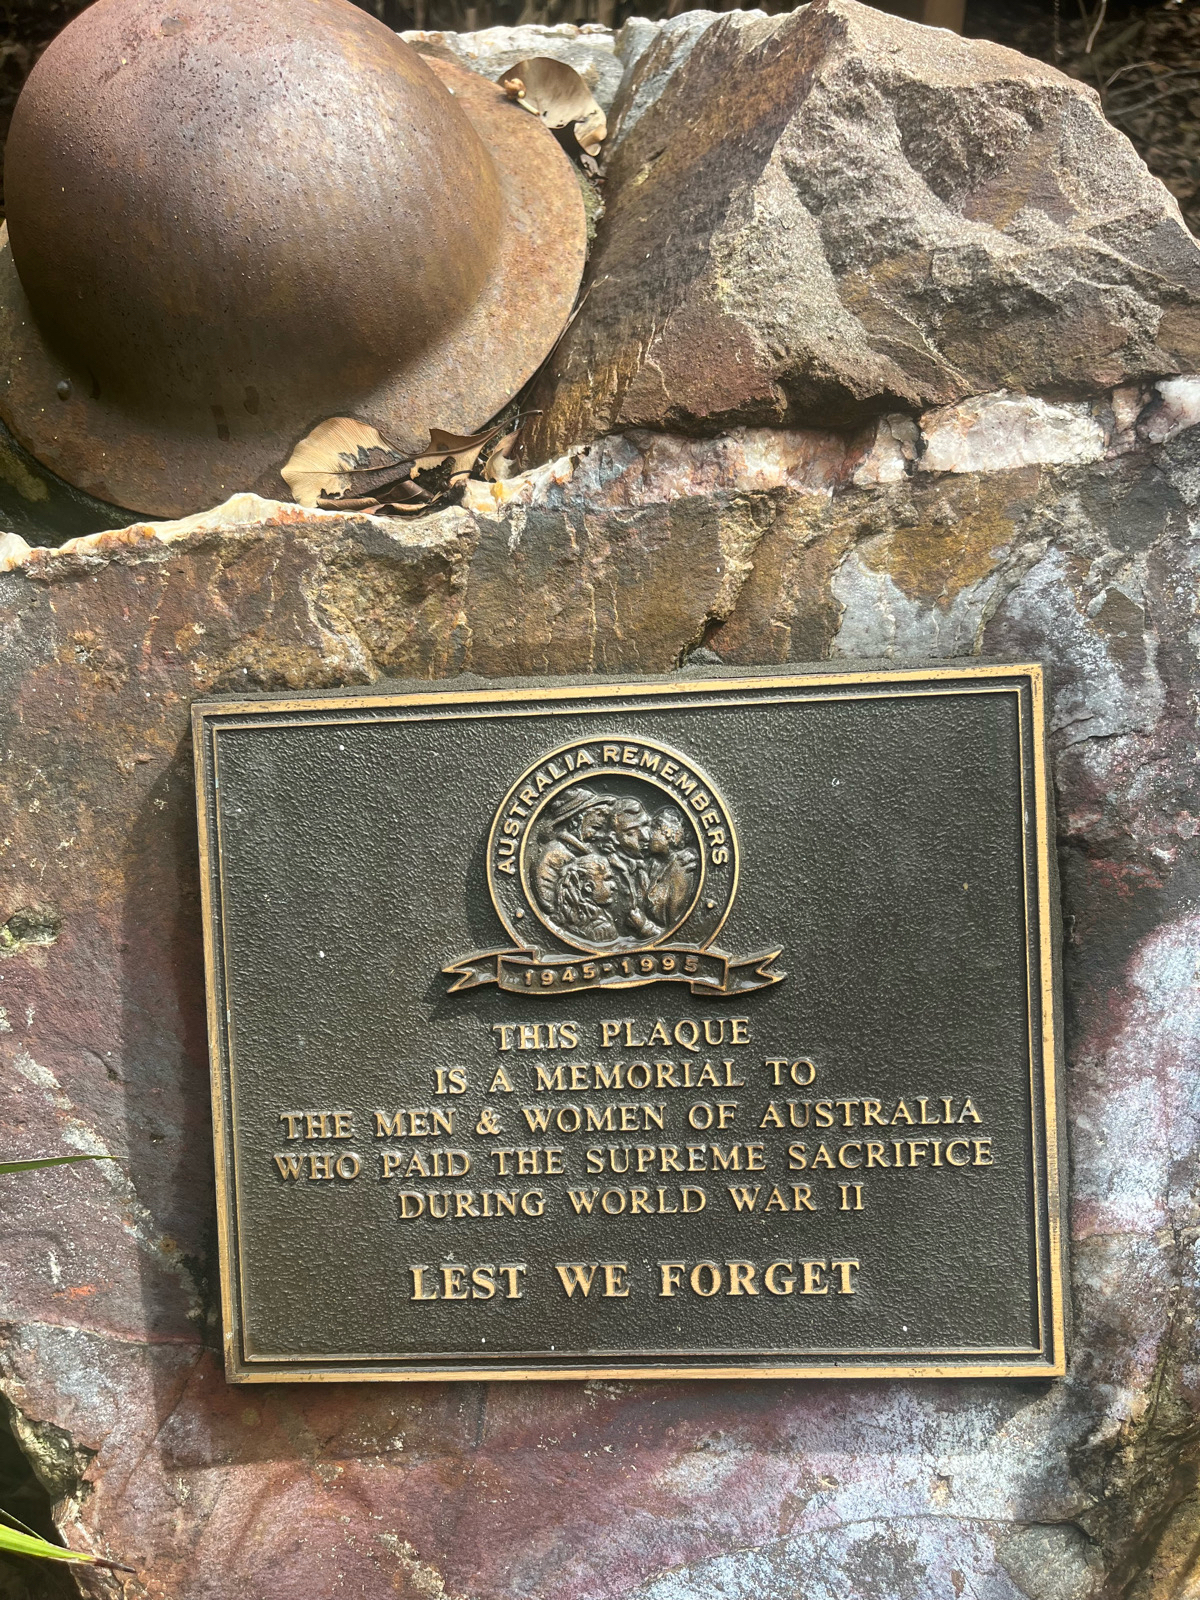 AUSTRALIA REMEMBERS
1945-1995
THIS PLAQUE
IS A MEMORIAL TO
THE MEN & WOMEN OF AUSTRALIA
WHO PAID THE SUPREME SACRIFICE
DURING WORLD WAR II
LEST WE FORGET